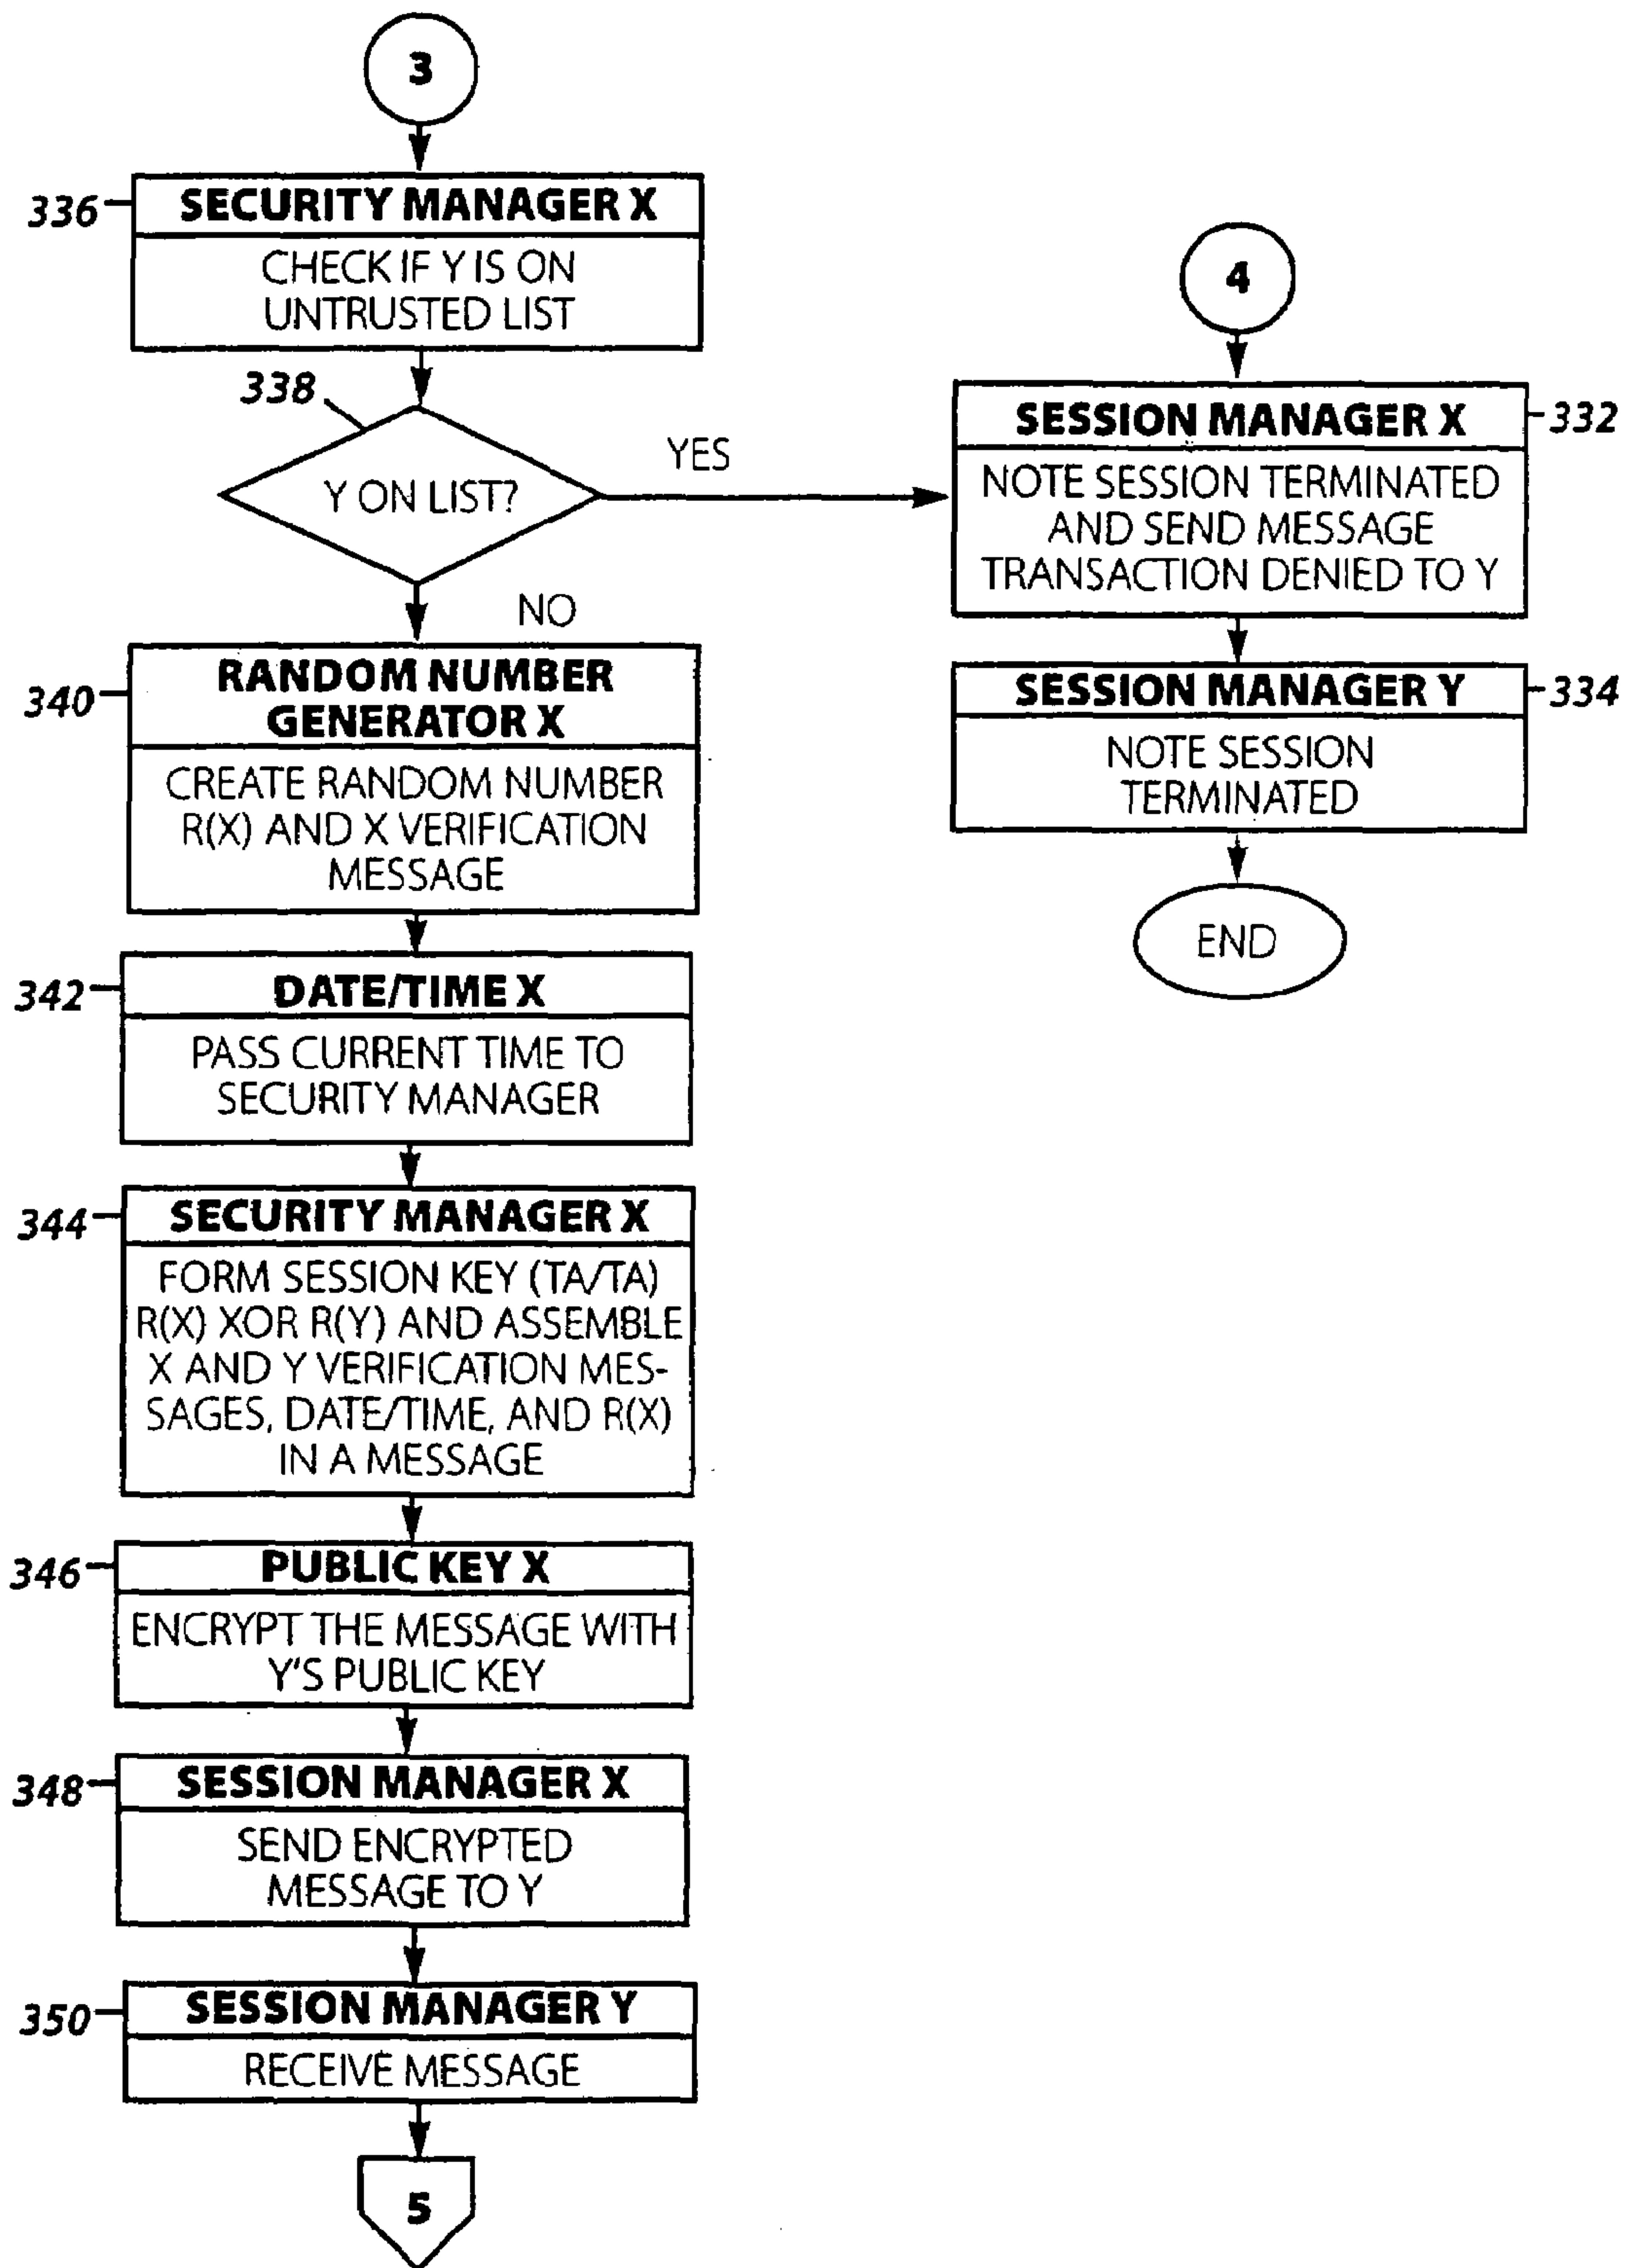 3
336
SECURITY MANAGER X
CHECK IF Y IS ON
UNTRUSTED LIST
338
Y ON LIST?
YES
NO
4
SESSION MANAGER X
332
NOTE SESSION TERMINATED
AND SEND MESSAGE
TRANSACTION DENIED TO Y
SESSION MANAGER Y
334
NOTE SESSION
TERMINATED
END
340
RANDOM NUMBER
GENERATOR X
CREATE RANDOM NUMBER
R(X) AND X VERIFICATION
MESSAGE
342
DATE/TIME X
PASS CURRENT TIME TO
SECURITY MANAGER
344
SECURITY MANAGER X
FORM SESSION KEY (TA/TA)
R(X) XOR R(Y) AND ASSEMBLE
X AND Y VERIFICATION MES-
SAGES, DATE/TIME, AND R(X)
IN A MESSAGE
346
PUBLIC KEY X
ENCRYPT THE MESSAGE WITH
Y'S PUBLIC KEY
348
SESSION MANAGER X
SEND ENCRYPTED
MESSAGE TO Y
350
SESSION MANAGER Y
RECEIVE MESSAGE
5